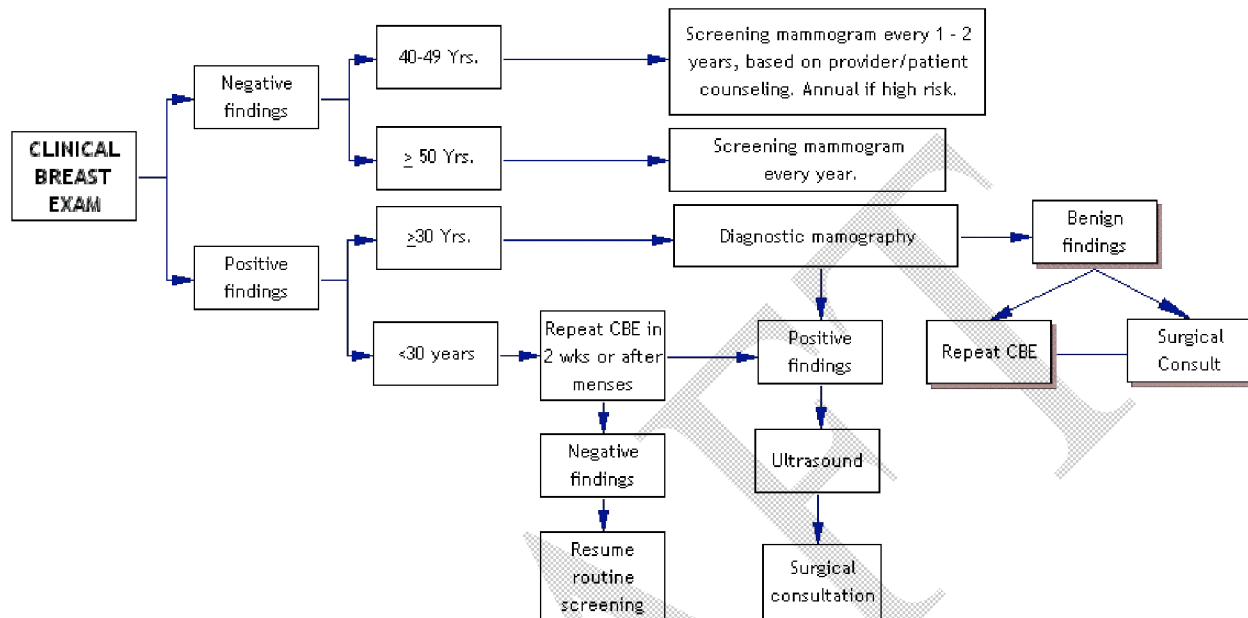 40-49 Yrs.
Screening mammogram every 1 - 2
years, based on provider/patient
counseling. Annual if high risk.
Negative
findings
CLINICAL
BREAST
EXAM
≥ 50 Yrs.
Screening mammogram
every year.
Positive
findings
≥30 Yrs.
Diagnostic mamography
Benign
findings
<30 years
Repeat CBE in
2 wks or after
menses
Positive
findings
Repeat CBE
Surgical
Consult
Negative
findings
Ultrasound
Resume
routine
screening
Surgical
consultation